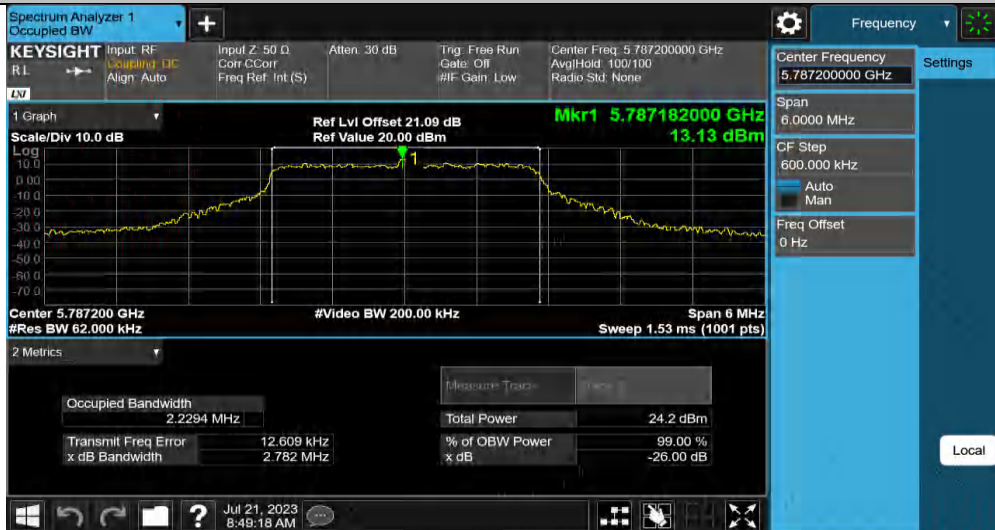 Spectrum Analyzer 1
Occupied BW
Frequency
KEYSIGHT
RL
LXI
Input: RF
Coupling: DC
Align: Auto
Input Z: 50 Ω
Corr CCorr
Freq Ref: Int (S)
Atten: 30 dB
Trig: Free Run
Gate: Off
#IF Gain: Low
Center Freq: 5.787200000 GHz
Avg|Hold: 100/100
Radio Std: None
Center Frequency
5.787200000 GHz
Settings
Span
6.0000 MHz
CF Step
600.000 kHz
Auto
Man
Freq Offset
0 Hz
Local
1 Graph
Scale/Div 10.0 dB
Ref Lvl Offset 21.09 dB
Ref Value 20.00 dBm
Mkr1 5.787182000 GHz
13.13 dBm
Log
10.0
0.00
-10.0
-20.0
-30.0
-40.0
-50.0
-60.0
-70.0
1
Center 5.787200 GHz
#Res BW 62.000 kHz
#Video BW 200.00 kHz
Span 6 MHz
Sweep 1.53 ms (1001 pts)
2 Metrics
Measure Trace
Occupied Bandwidth
2.2294 MHz
Total Power 24.2 dBm
Transmit Freq Error 12.609 kHz
% of OBW Power 99.00 %
x dB Bandwidth 2.782 MHz
x dB -26.00 dB
Jul 21, 2023
8:49:18 AM